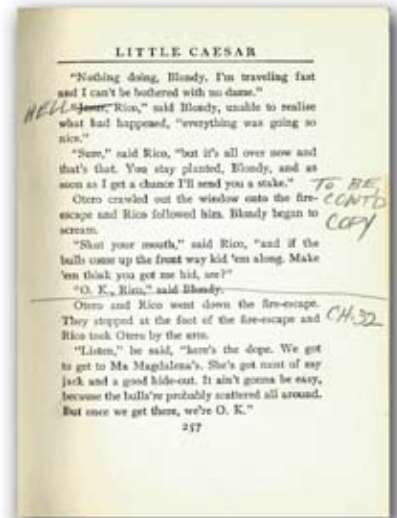 LITTLE CAESAR
"Nothing doing, Blondy. I'm traveling fast
and I can't be bothered with no dame."
HELL "Jesus, Rico," said Blondy, unable to realize
what had happened, "everything was going so
nice."
"Sure," said Rico, "but it's all over now and
that's that. You stay planted, Blondy, and as
soon as I get a chance I'll send you a stake."
TO BE
Otero crawled out the window onto the fire-
CONT'D
escape and Rico followed him. Blondy began to
COPY
scream.
"Shut your mouth," said Rico, "and if the
bulls come up the front way kid 'em along. Make
'em think you got me hid, see?"
"O. K., Rico," said Blondy.
Otero and Rico went down the fire-escape.
They stopped at the foot of the fire-escape and
CH. 32
Rico took Otero by the arm.
"Listen," he said, "here's the dope. We got
to get to Ma Magdalena's. She's got most of my
jack and a good hide-out. It ain't gonna be easy,
because the bulls're probably scattered all around.
But once we get there, we're O. K."
257